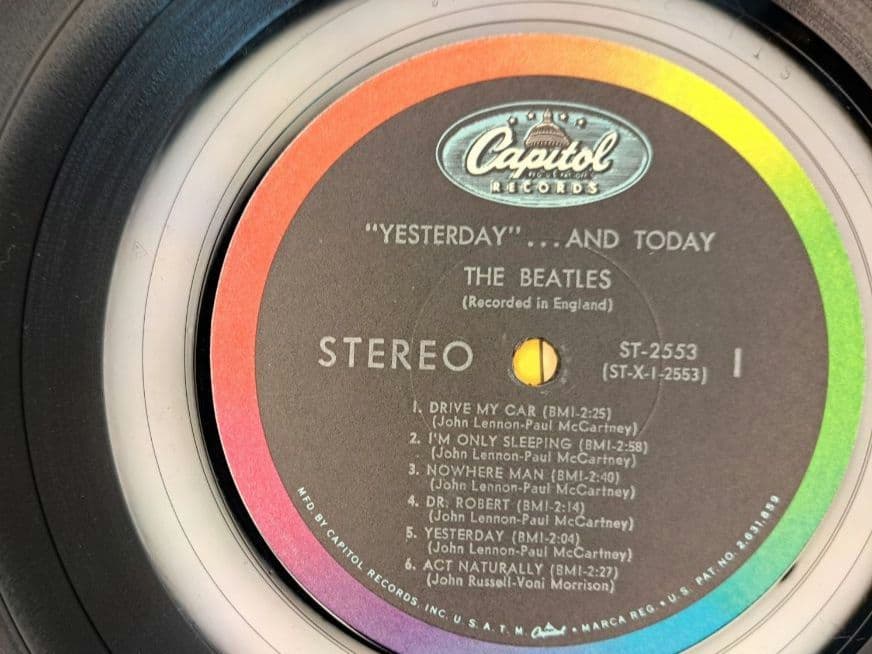 Capitol
REG. U.S. PAT. OFF.
RECORDS
"YESTERDAY"...AND TODAY
THE BEATLES
(Recorded in England)
STEREO
ST-2553
(ST-X-1-2553)
1
1. DRIVE MY CAR (BMI-2:25)
(John Lennon-Paul McCartney)
2. I'M ONLY SLEEPING (BMI-2:58)
(John Lennon-Paul McCartney)
3. NOWHERE MAN (BMI-2:40)
(John Lennon-Paul McCartney)
4. DR. ROBERT (BMI-2:14)
(John Lennon-Paul McCartney)
5. YESTERDAY (BMI-2:04)
(John Lennon-Paul McCartney)
6. ACT NATURALLY (BMI-2:27)
(John Russell-Voni Morrison)
MFD. BY CAPITOL RECORDS, INC. U.S.A. T.M. Capitol • MARCA REG. • U.S. PAT. NO. 2,631,859